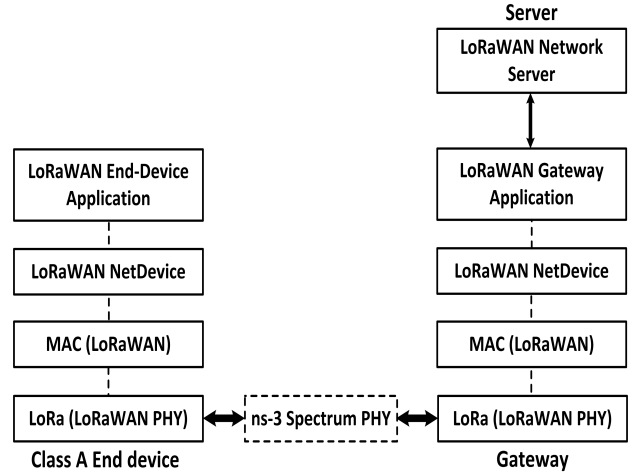 Server
LoRaWAN Network
Server
LoRaWAN End-Device
Application
LoRaWAN Gateway
Application
LoRaWAN NetDevice
LoRaWAN NetDevice
MAC (LoRaWAN)
MAC (LoRaWAN)
LoRa (LoRaWAN PHY)
ns-3 Spectrum PHY
LoRa (LoRaWAN PHY)
Class A End device
Gateway